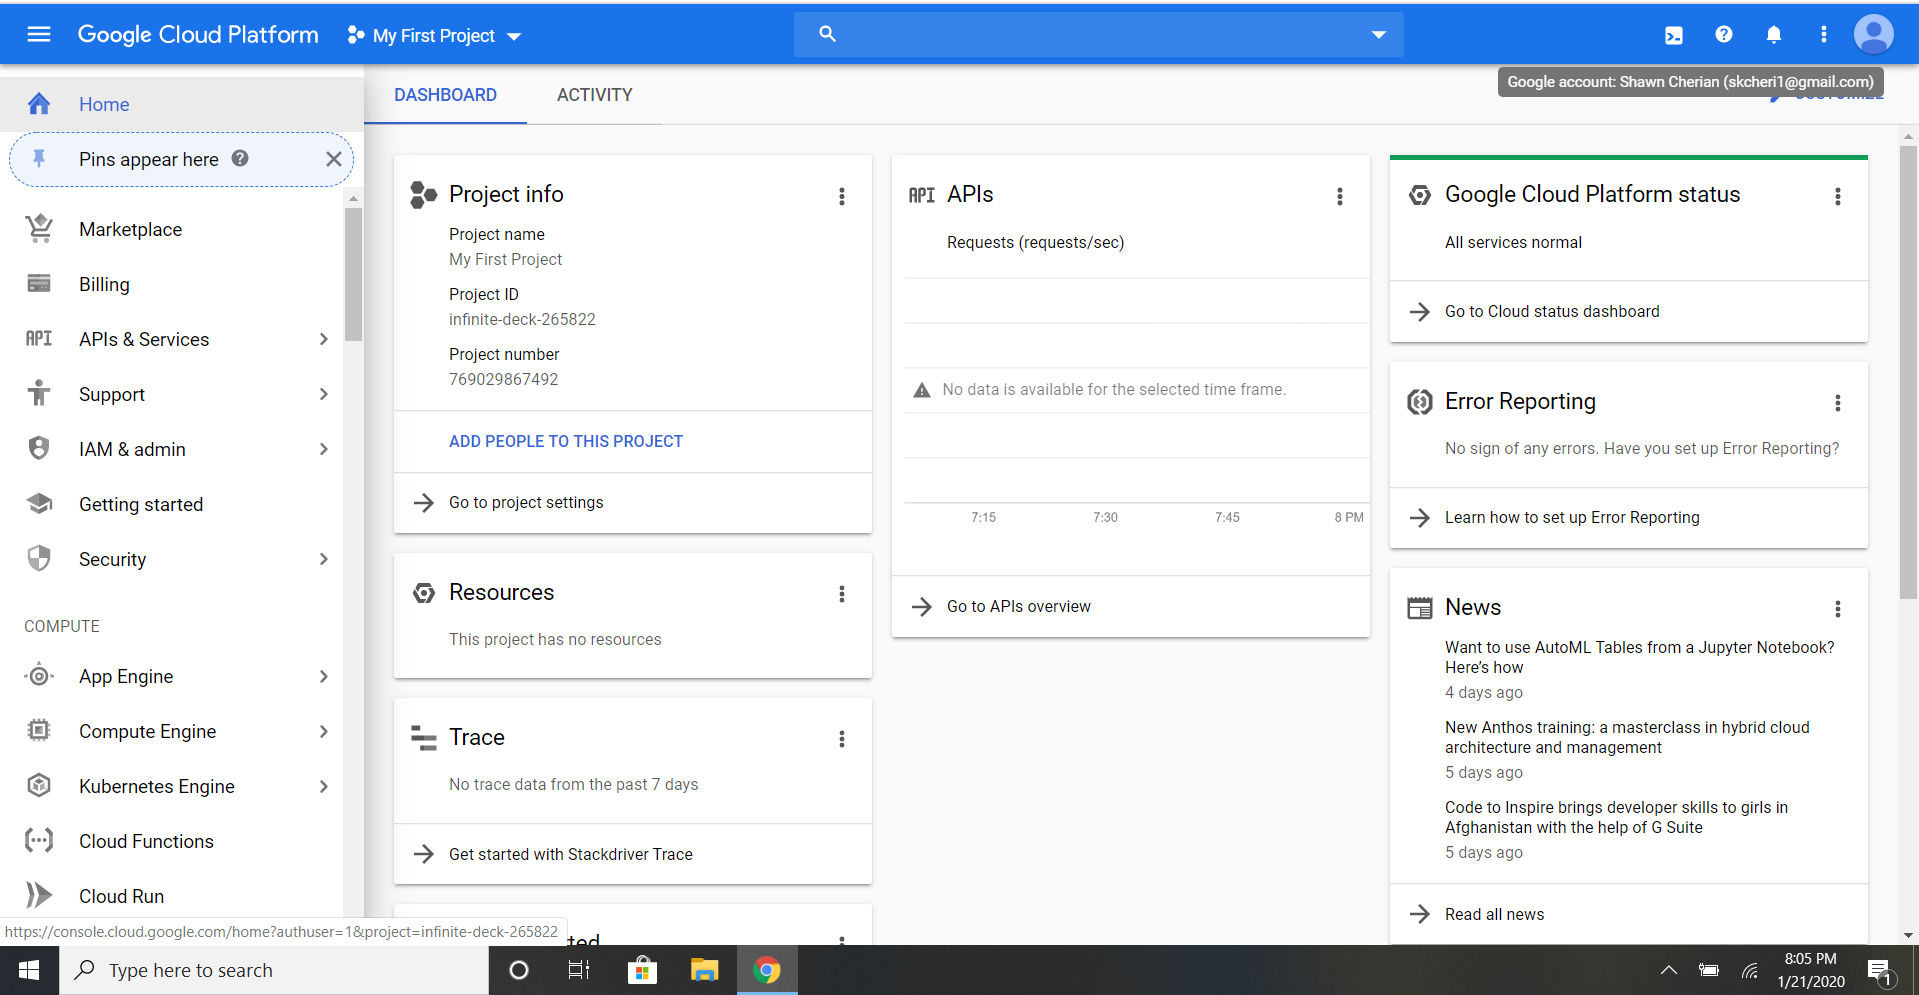 Google Cloud Platform
My First Project
Google account: Shawn Cherian (skcheri1@gmail.com)
Home
Pins appear here
Marketplace
Billing
API
APIs & Services
Support
IAM & admin
Getting started
Security
COMPUTE
App Engine
Compute Engine
Kubernetes Engine
Cloud Functions
Cloud Run
https://console.cloud.google.com/home?authuser=1&project=infinite-deck-265822
DASHBOARD
ACTIVITY
CUSTOMIZE
Project info
Project name
My First Project
Project ID
infinite-deck-265822
Project number
769029867492
ADD PEOPLE TO THIS PROJECT
Go to project settings
Resources
This project has no resources
Trace
No trace data from the past 7 days
Get started with Stackdriver Trace
API
APIs
Requests (requests/sec)
No data is available for the selected time frame.
7:15 7:30 7:45 8 PM
Go to APIs overview
Google Cloud Platform status
All services normal
Go to Cloud status dashboard
Error Reporting
No sign of any errors. Have you set up Error Reporting?
Learn how to set up Error Reporting
News
Want to use AutoML Tables from a Jupyter Notebook?
Here's how
4 days ago
New Anthos training: a masterclass in hybrid cloud
architecture and management
5 days ago
Code to Inspire brings developer skills to girls in
Afghanistan with the help of G Suite
5 days ago
Read all news
Type here to search
8:05 PM
1/21/2020
1